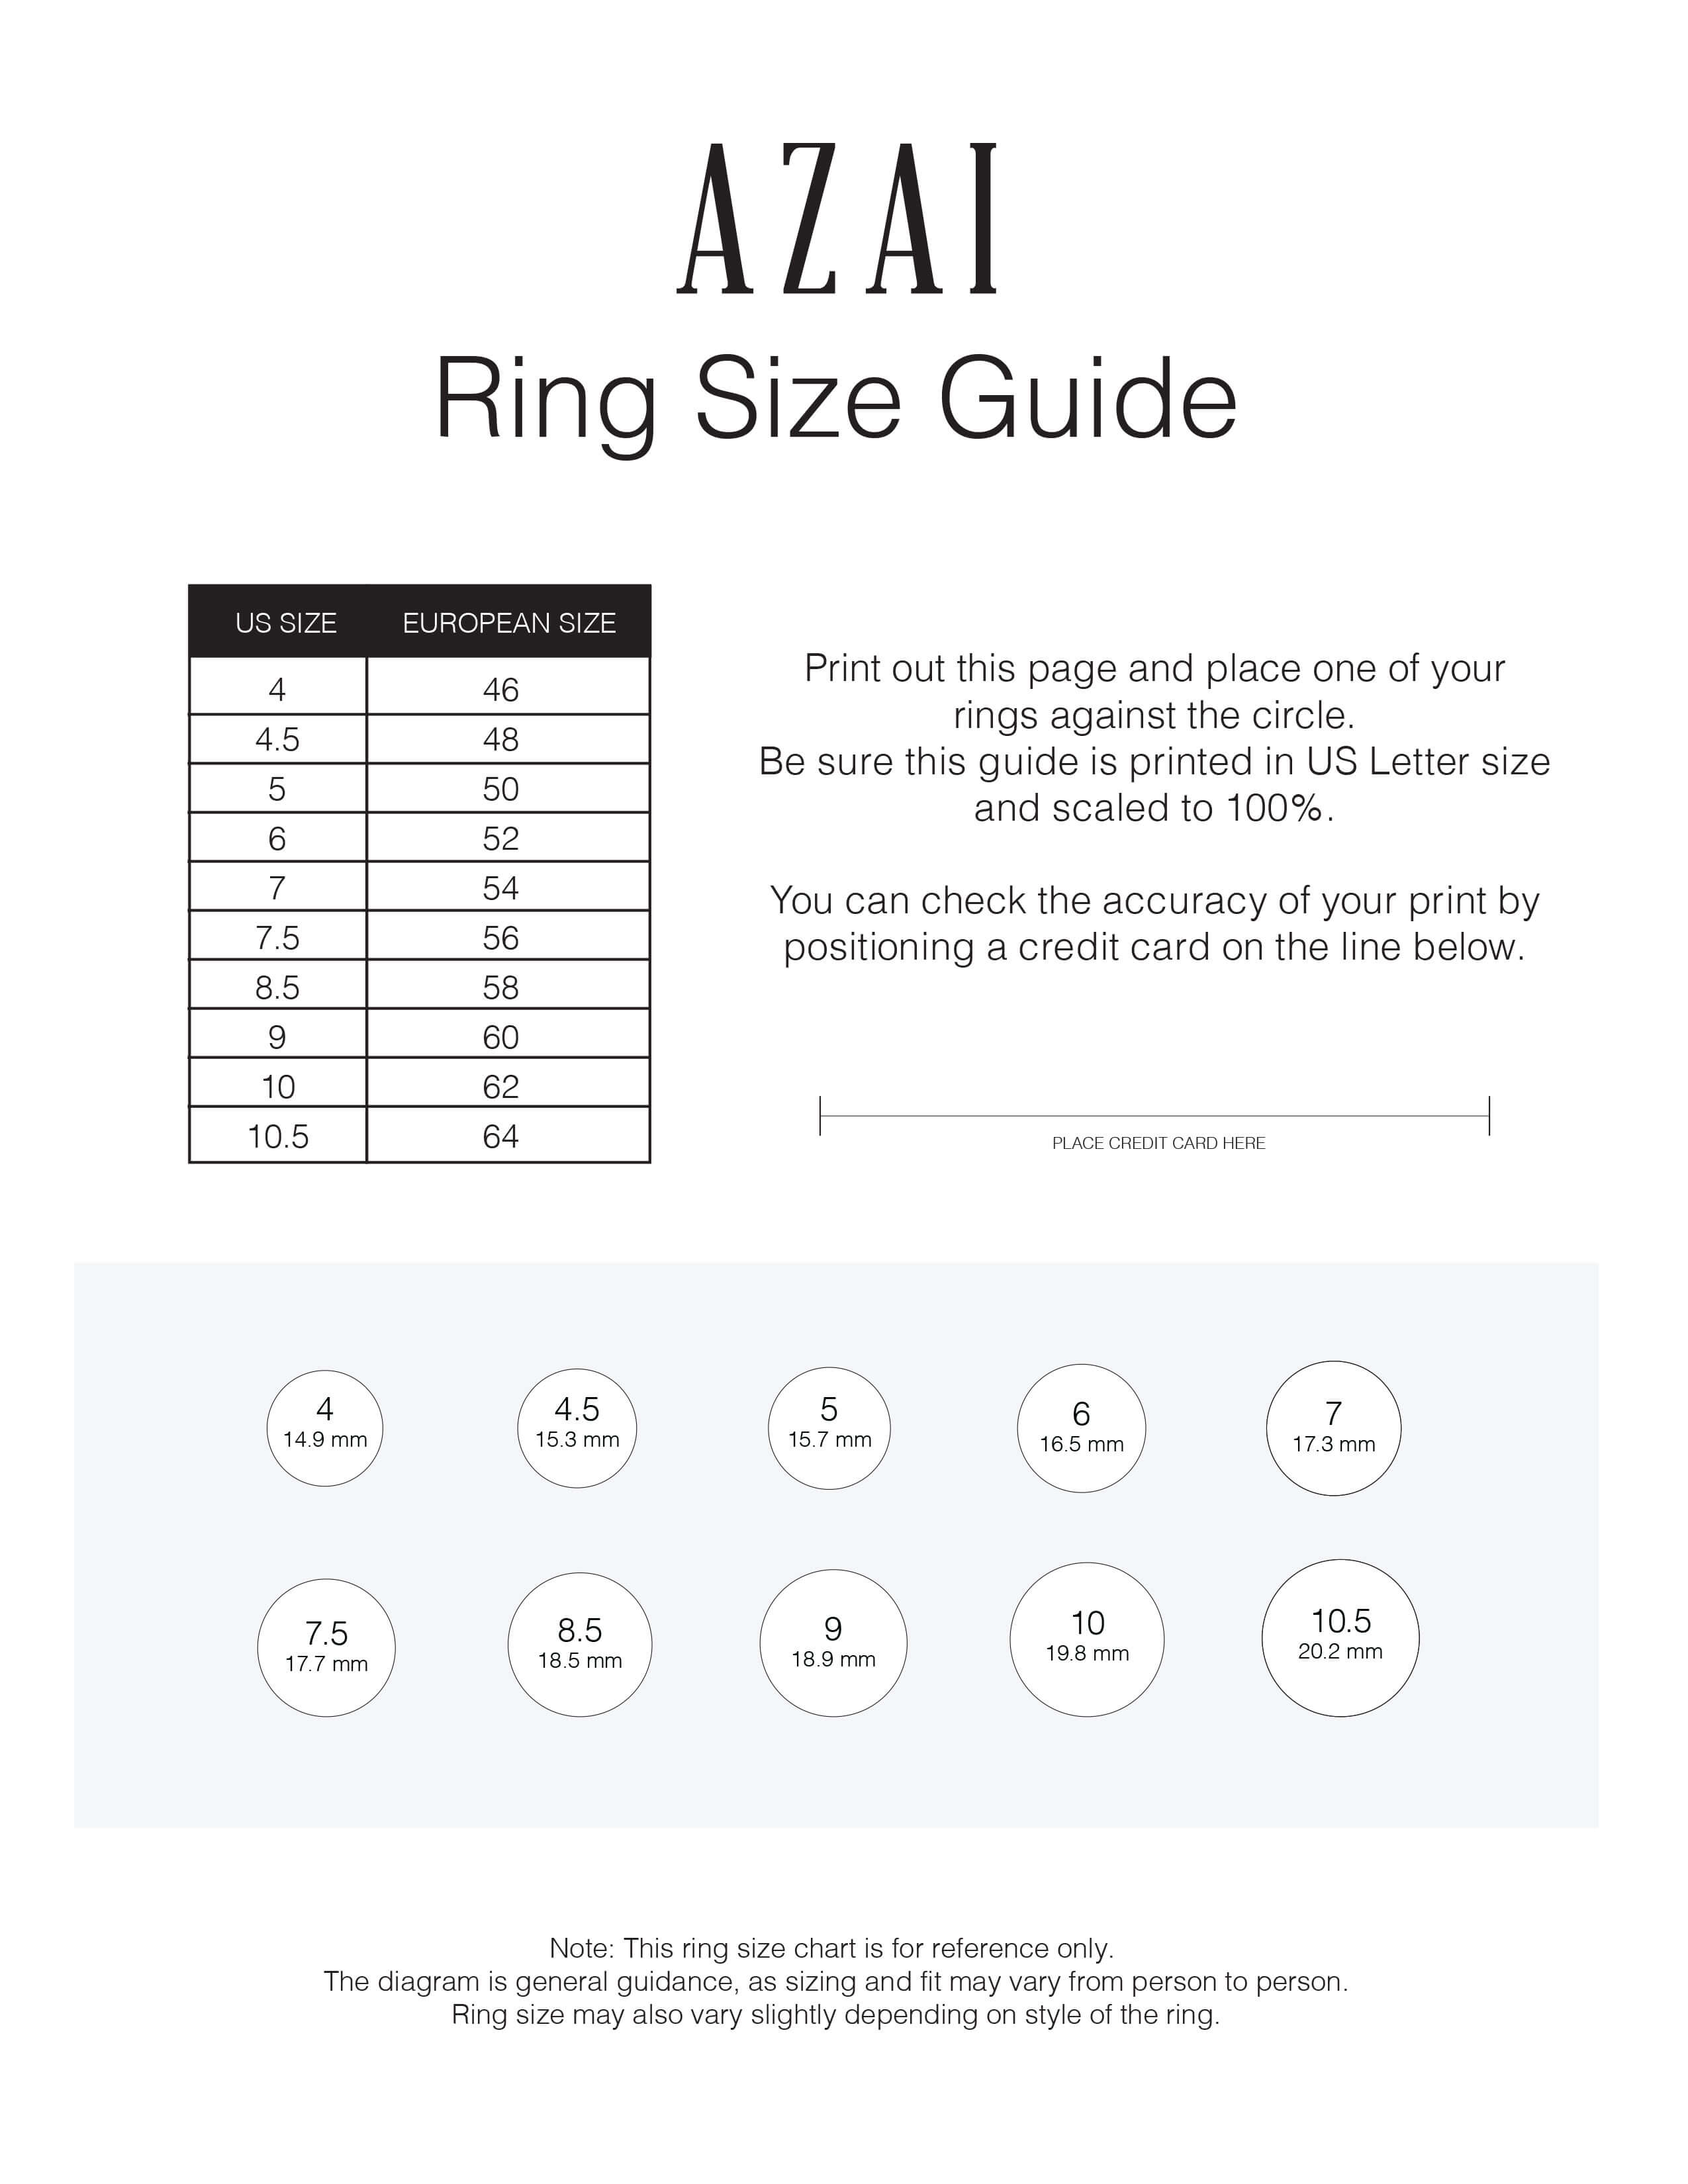 AZAI
Ring Size Guide
US SIZE EUROPEAN SIZE
4 46
4.5 48
5 50
6 52
7 54
7.5 56
8.5 58
9 60
10 62
10.5 64
Print out this page and place one of your
rings against the circle.
Be sure this guide is printed in US Letter size
and scaled to 100%.
You can check the accuracy of your print by
positioning a credit card on the line below.
PLACE CREDIT CARD HERE
4
14.9 mm
4.5
15.3 mm
5
15.7 mm
6
16.5 mm
7
17.3 mm
7.5
17.7 mm
8.5
18.5 mm
9
18.9 mm
10
19.8 mm
10.5
20.2 mm
Note: This ring size chart is for reference only.
The diagram is general guidance, as sizing and fit may vary from person to person.
Ring size may also vary slightly depending on style of the ring.